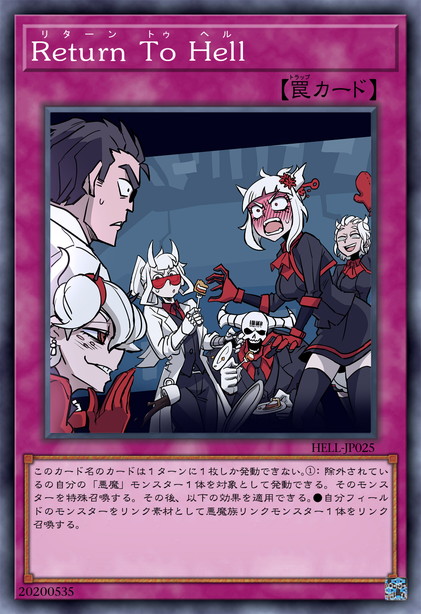 リターン トゥ ヘル
Return To Hell
トラップ
【罠カード】
HELL-JP025
このカード名のカードは1ターンに1枚しか発動できない。①：除外されてい
るの自分の「悪魔」モンスター1体を対象として発動できる。そのモンス
ターを特殊召喚する。その後、以下の効果を適用できる。●自分フィール
ドのモンスターをリンク素材として悪魔族リンクモンスター1体をリンク
召喚する。
20200535